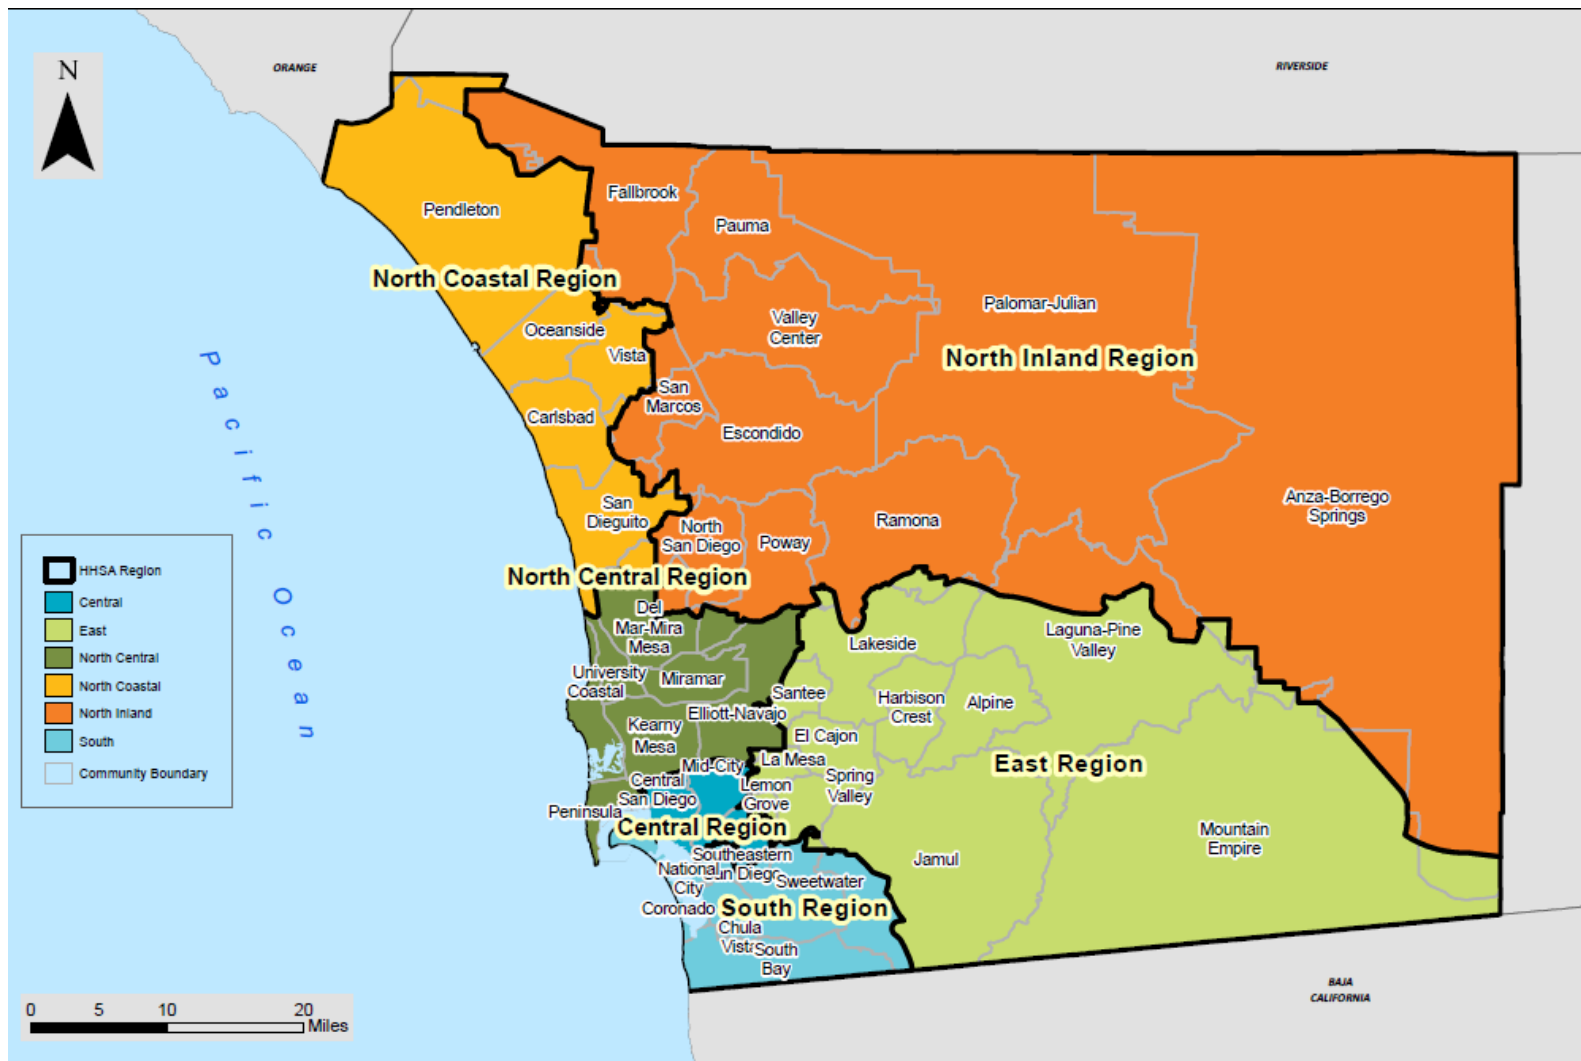 ORANGE
RIVERSIDE
N
Fallbrook
Pendleton
Pauma
North Coastal Region
Palomar-Julian
Valley
Center
Oceanside
Vista
North Inland Region
San
Marcos
Carlsbad
Escondido
Pacific Ocean
Anza-Borrego
Springs
San
Dieguito
North
San Diego
Poway
Ramona
HHSA Region
Central
East
North Central
North Coastal
North Inland
South
Community Boundary
North Central Region
Del
Mar-Mira
Mesa
Lakeside
Laguna-Pine
Valley
University
Coastal
Miramar
Santee
Harbison
Crest
Alpine
Elliott-Navajo
Kearny
Mesa
El Cajon
La Mesa
East Region
Mid-City
Central
San Diego
Lemon
Grove
Spring
Valley
Peninsula
Central Region
Mountain
Empire
Jamul
Southeastern
San Diego
National
City
Sweetwater
Coronado
South Region
Chula
Vista
South
Bay
BAJA
CALIFORNIA
0 5 10 20
Miles